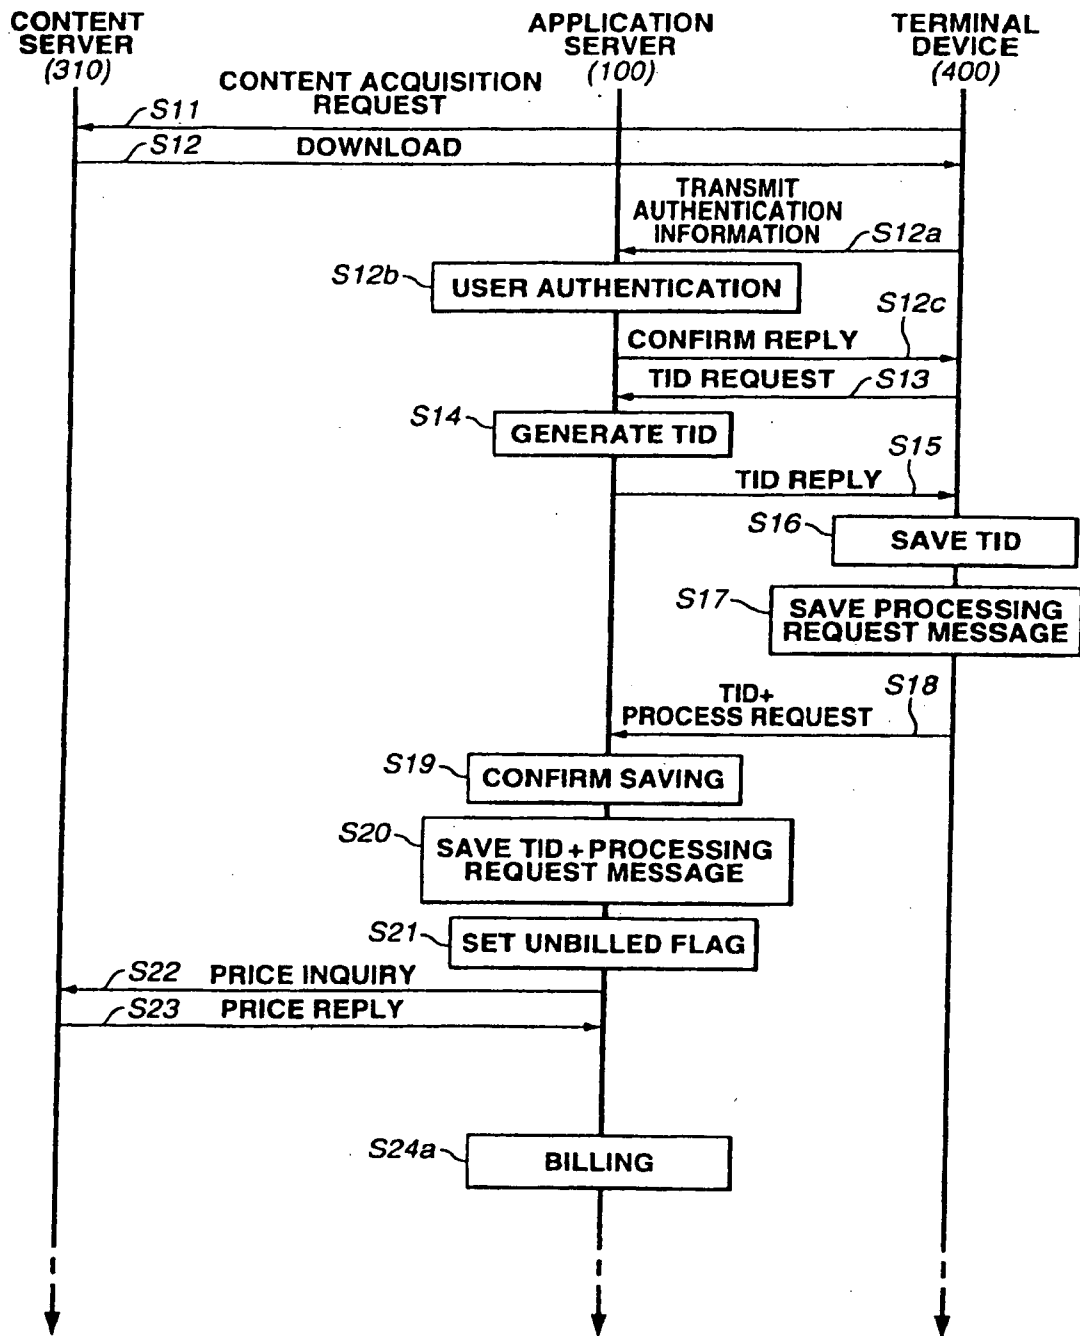 CONTENT
SERVER
(310)
APPLICATION
SERVER
(100)
TERMINAL
DEVICE
(400)
CONTENT ACQUISITION
REQUEST
S11
S12
DOWNLOAD
TRANSMIT
AUTHENTICATION
INFORMATION
S12a
S12b
USER AUTHENTICATION
S12c
CONFIRM REPLY
TID REQUEST
S13
S14
GENERATE TID
S15
TID REPLY
S16
SAVE TID
S17
SAVE PROCESSING
REQUEST MESSAGE
S18
TID+
PROCESS REQUEST
S19
CONFIRM SAVING
S20
SAVE TID+PROCESSING
REQUEST MESSAGE
S21
SET UNBILLED FLAG
S22
PRICE INQUIRY
S23
PRICE REPLY
S24a
BILLING